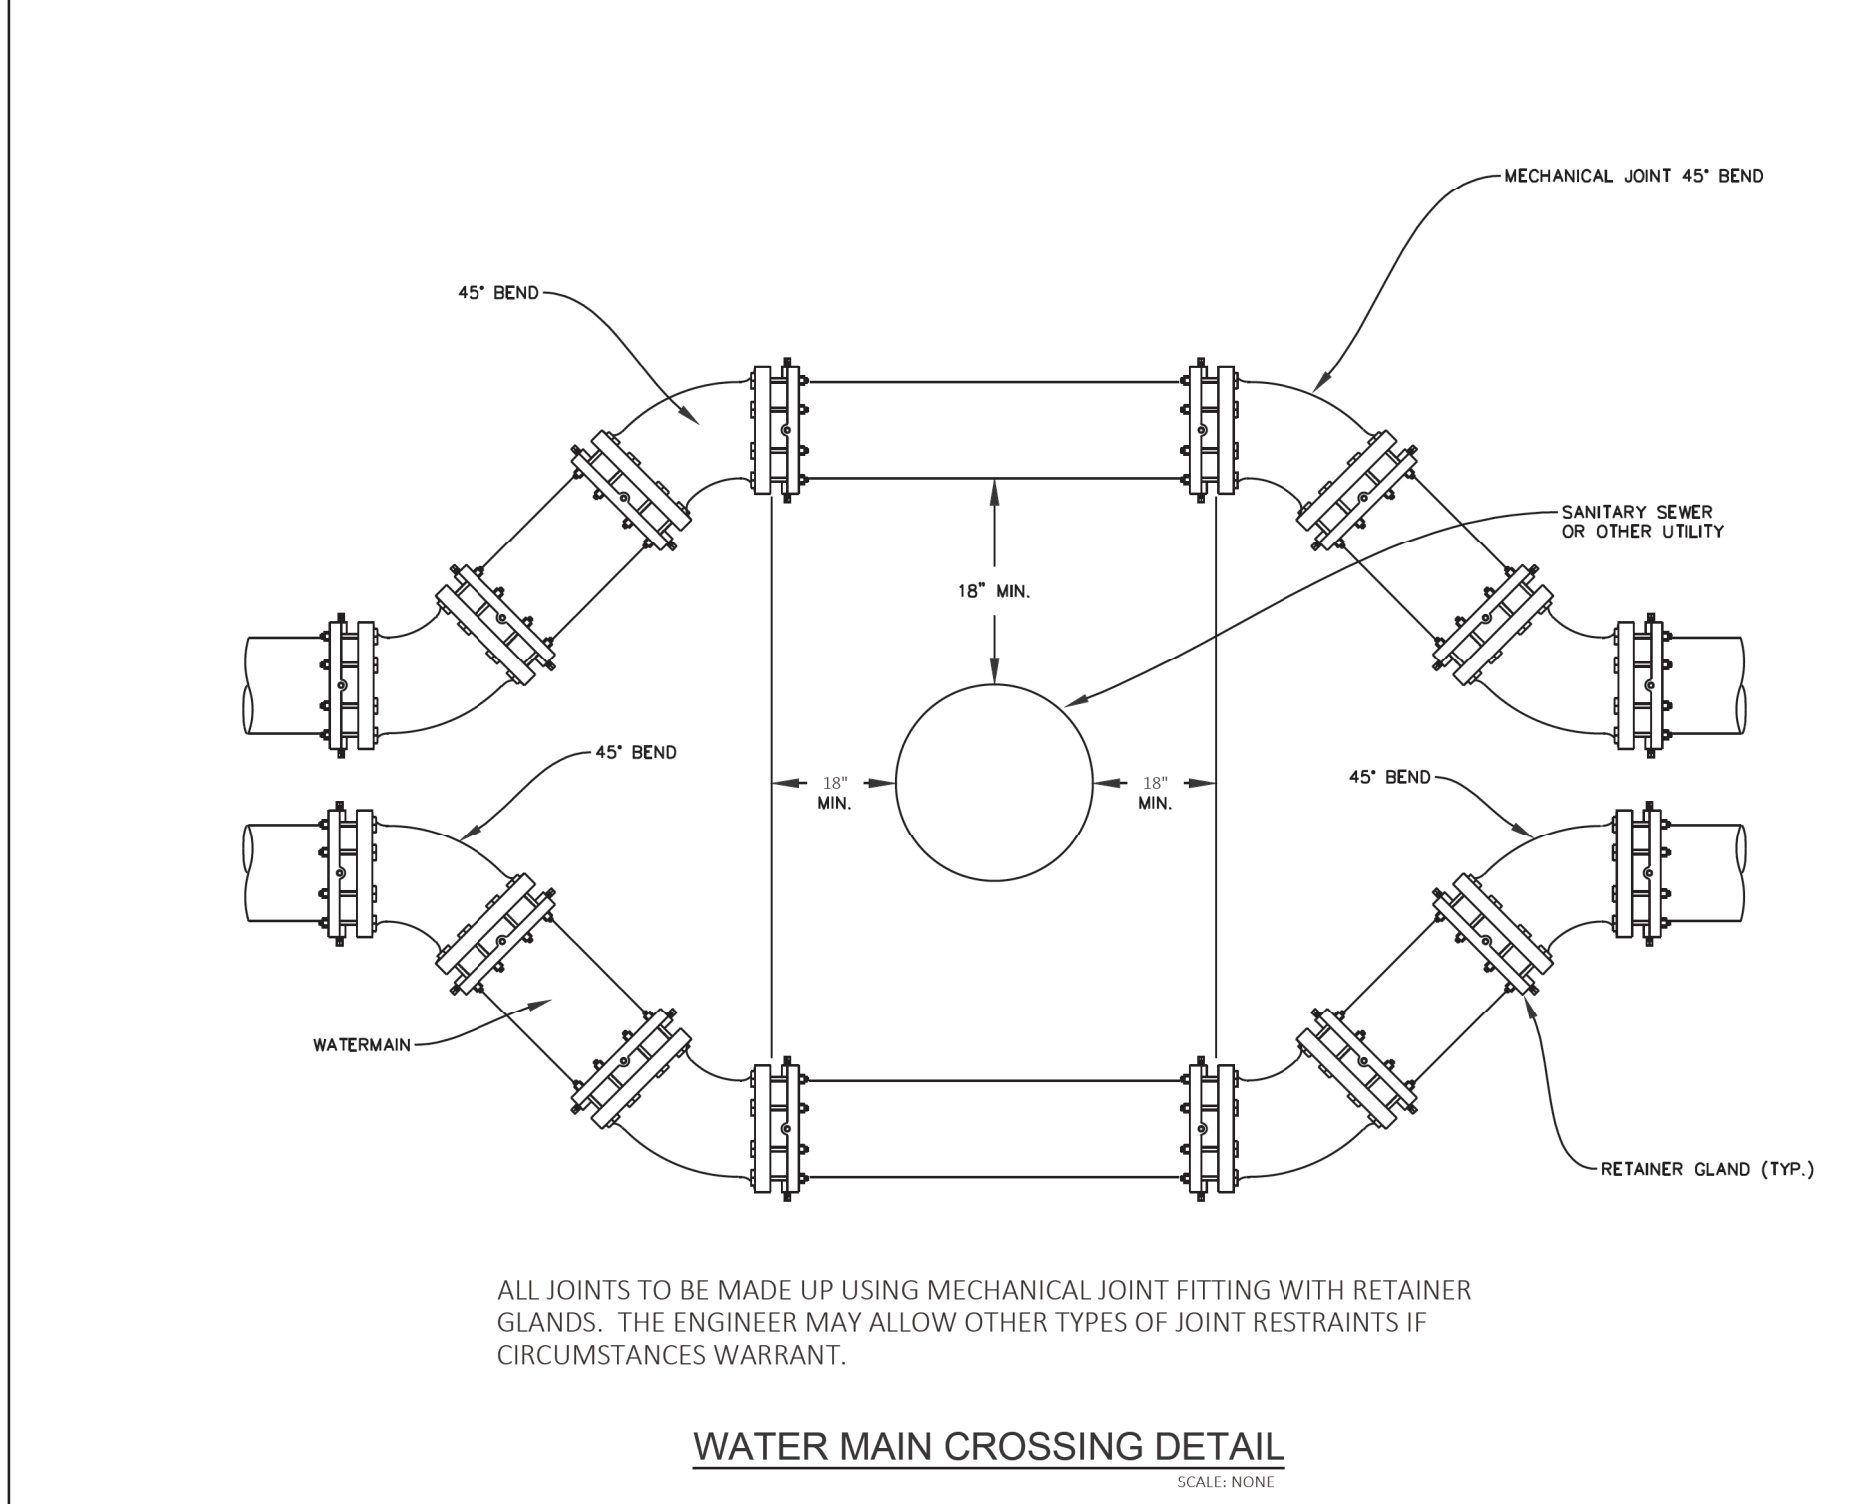 MECHANICAL JOINT 45° BEND
45° BEND
SANITARY SEWER
OR OTHER UTILITY
18" MIN.
45° BEND
18"
MIN.
18"
MIN.
45° BEND
WATERMAIN
RETAINER GLAND (TYP.)
ALL JOINTS TO BE MADE UP USING MECHANICAL JOINT FITTING WITH RETAINER
GLANDS.  THE ENGINEER MAY ALLOW OTHER TYPES OF JOINT RESTRAINTS IF
CIRCUMSTANCES WARRANT.
WATER MAIN CROSSING DETAIL
SCALE: NONE